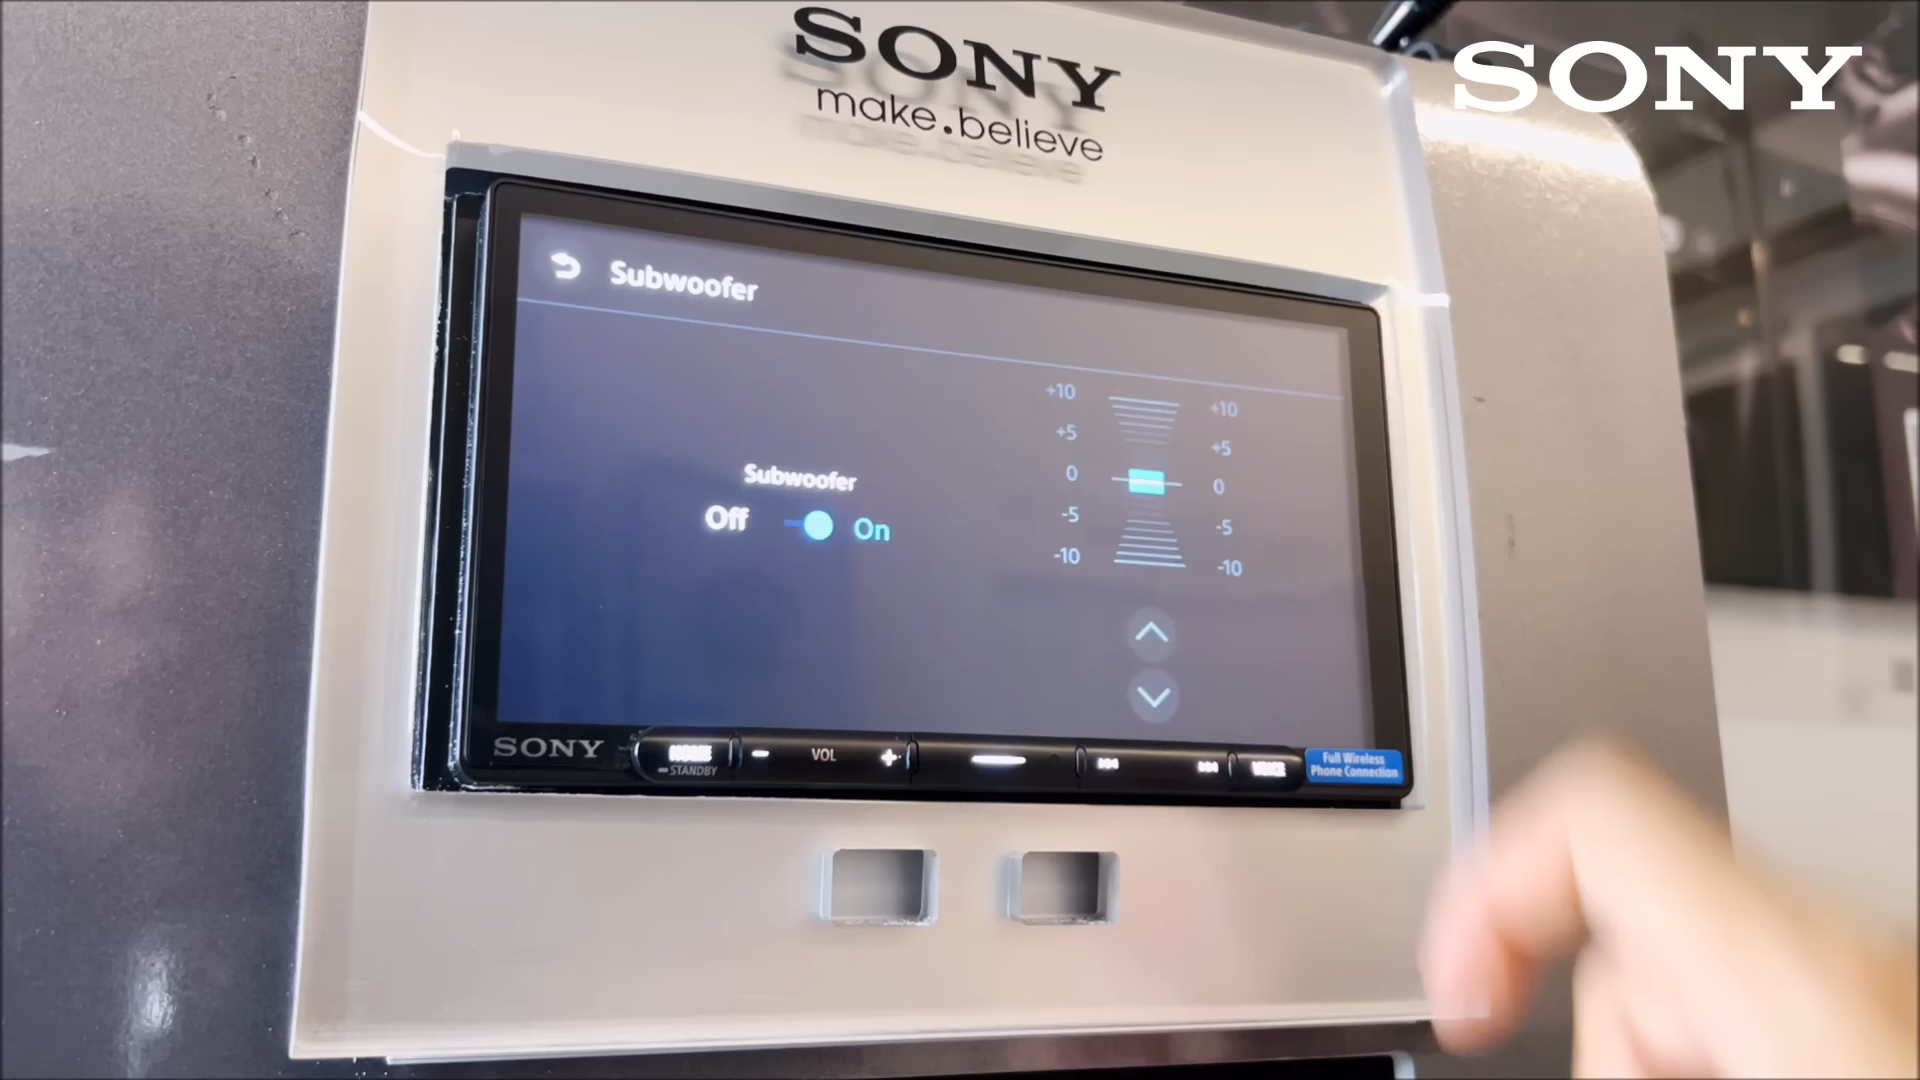 SONY
make.believe
SONY
Subwoofer
Subwoofer
Off On
+10 +10
+5 +5
0 0
-5 -5
-10 -10
SONY
HOME
STANDBY
- VOL +
VOICE
Full Wireless
Phone Connection